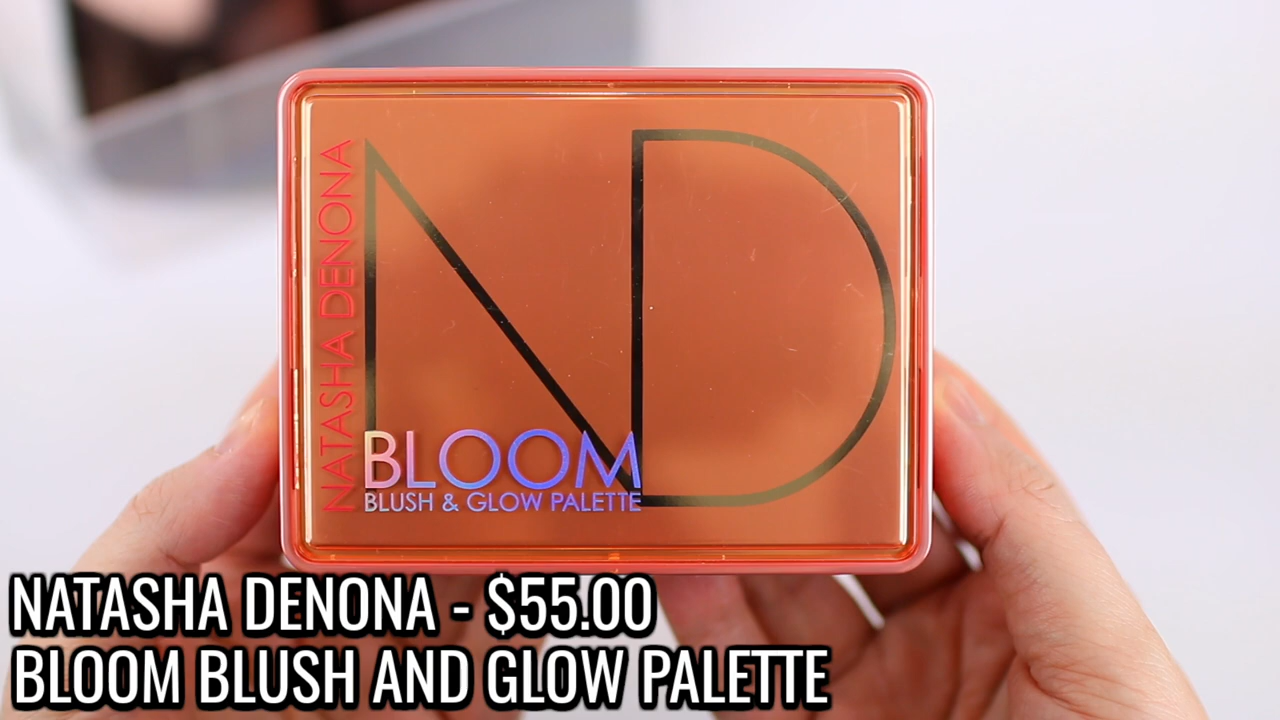 NATASHA DENONA
ND
BLOOM
BLUSH & GLOW PALETTE
NATASHA DENONA - $55.00
BLOOM BLUSH AND GLOW PALETTE